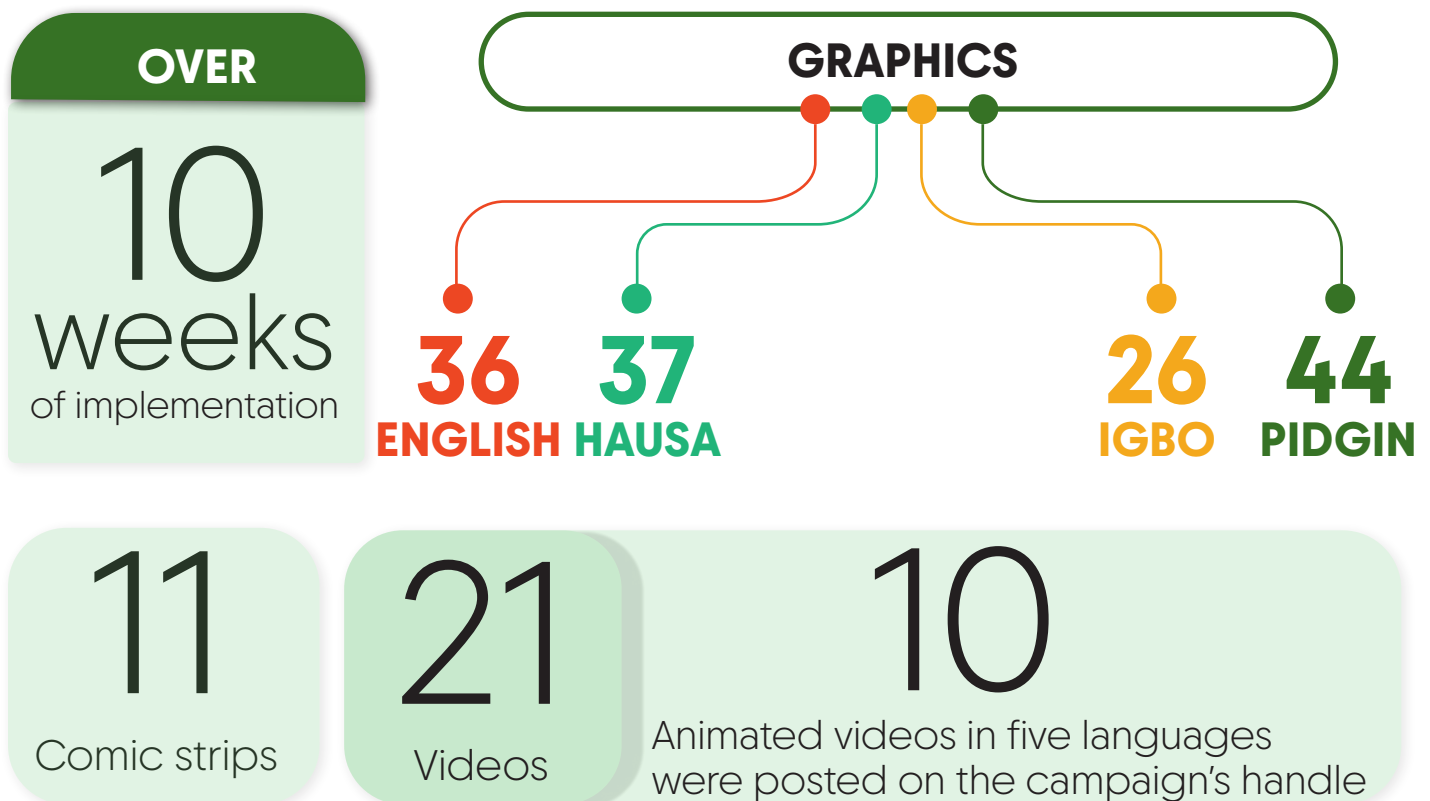 OVER
10
weeks
of implementation
GRAPHICS
36
ENGLISH
37
HAUSA
26
IGBO
44
PIDGIN
11
Comic strips
21
Videos
10
Animated videos in five languages
were posted on the campaign's handle